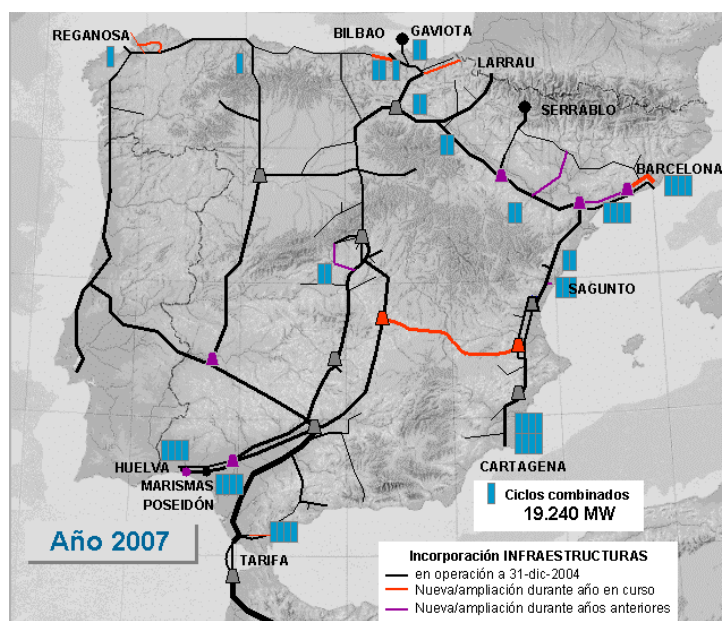 REGANOSA
BILBAO
GAVIOTA
LARRAU
SERRABLO
BARCELONA
SAGUNTO
CARTAGENA
HUELVA
MARISMAS
POSEIDÓN
TARIFA
Ciclos combinados
19.240 MW
Año 2007
Incorporación INFRAESTRUCTURAS
en operación a 31-dic-2004
Nueva/ampliación durante año en curso
Nueva/ampliación durante años anteriores